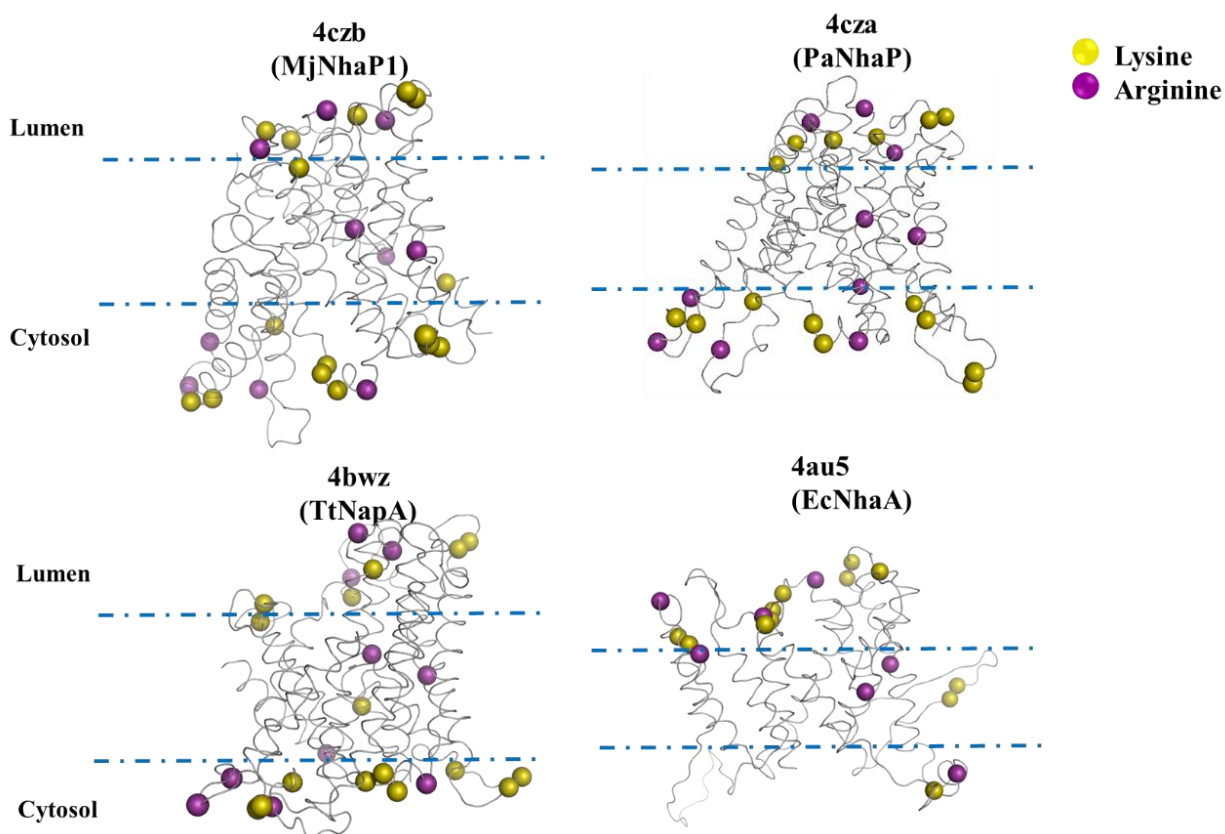 4czb
(MjNhaP1)
4cza
(PaNhaP)
Lysine
Arginine
Lumen
Cytosol
4bwz
(TtNapA)
4au5
(EcNhaA)
Lumen
Cytosol